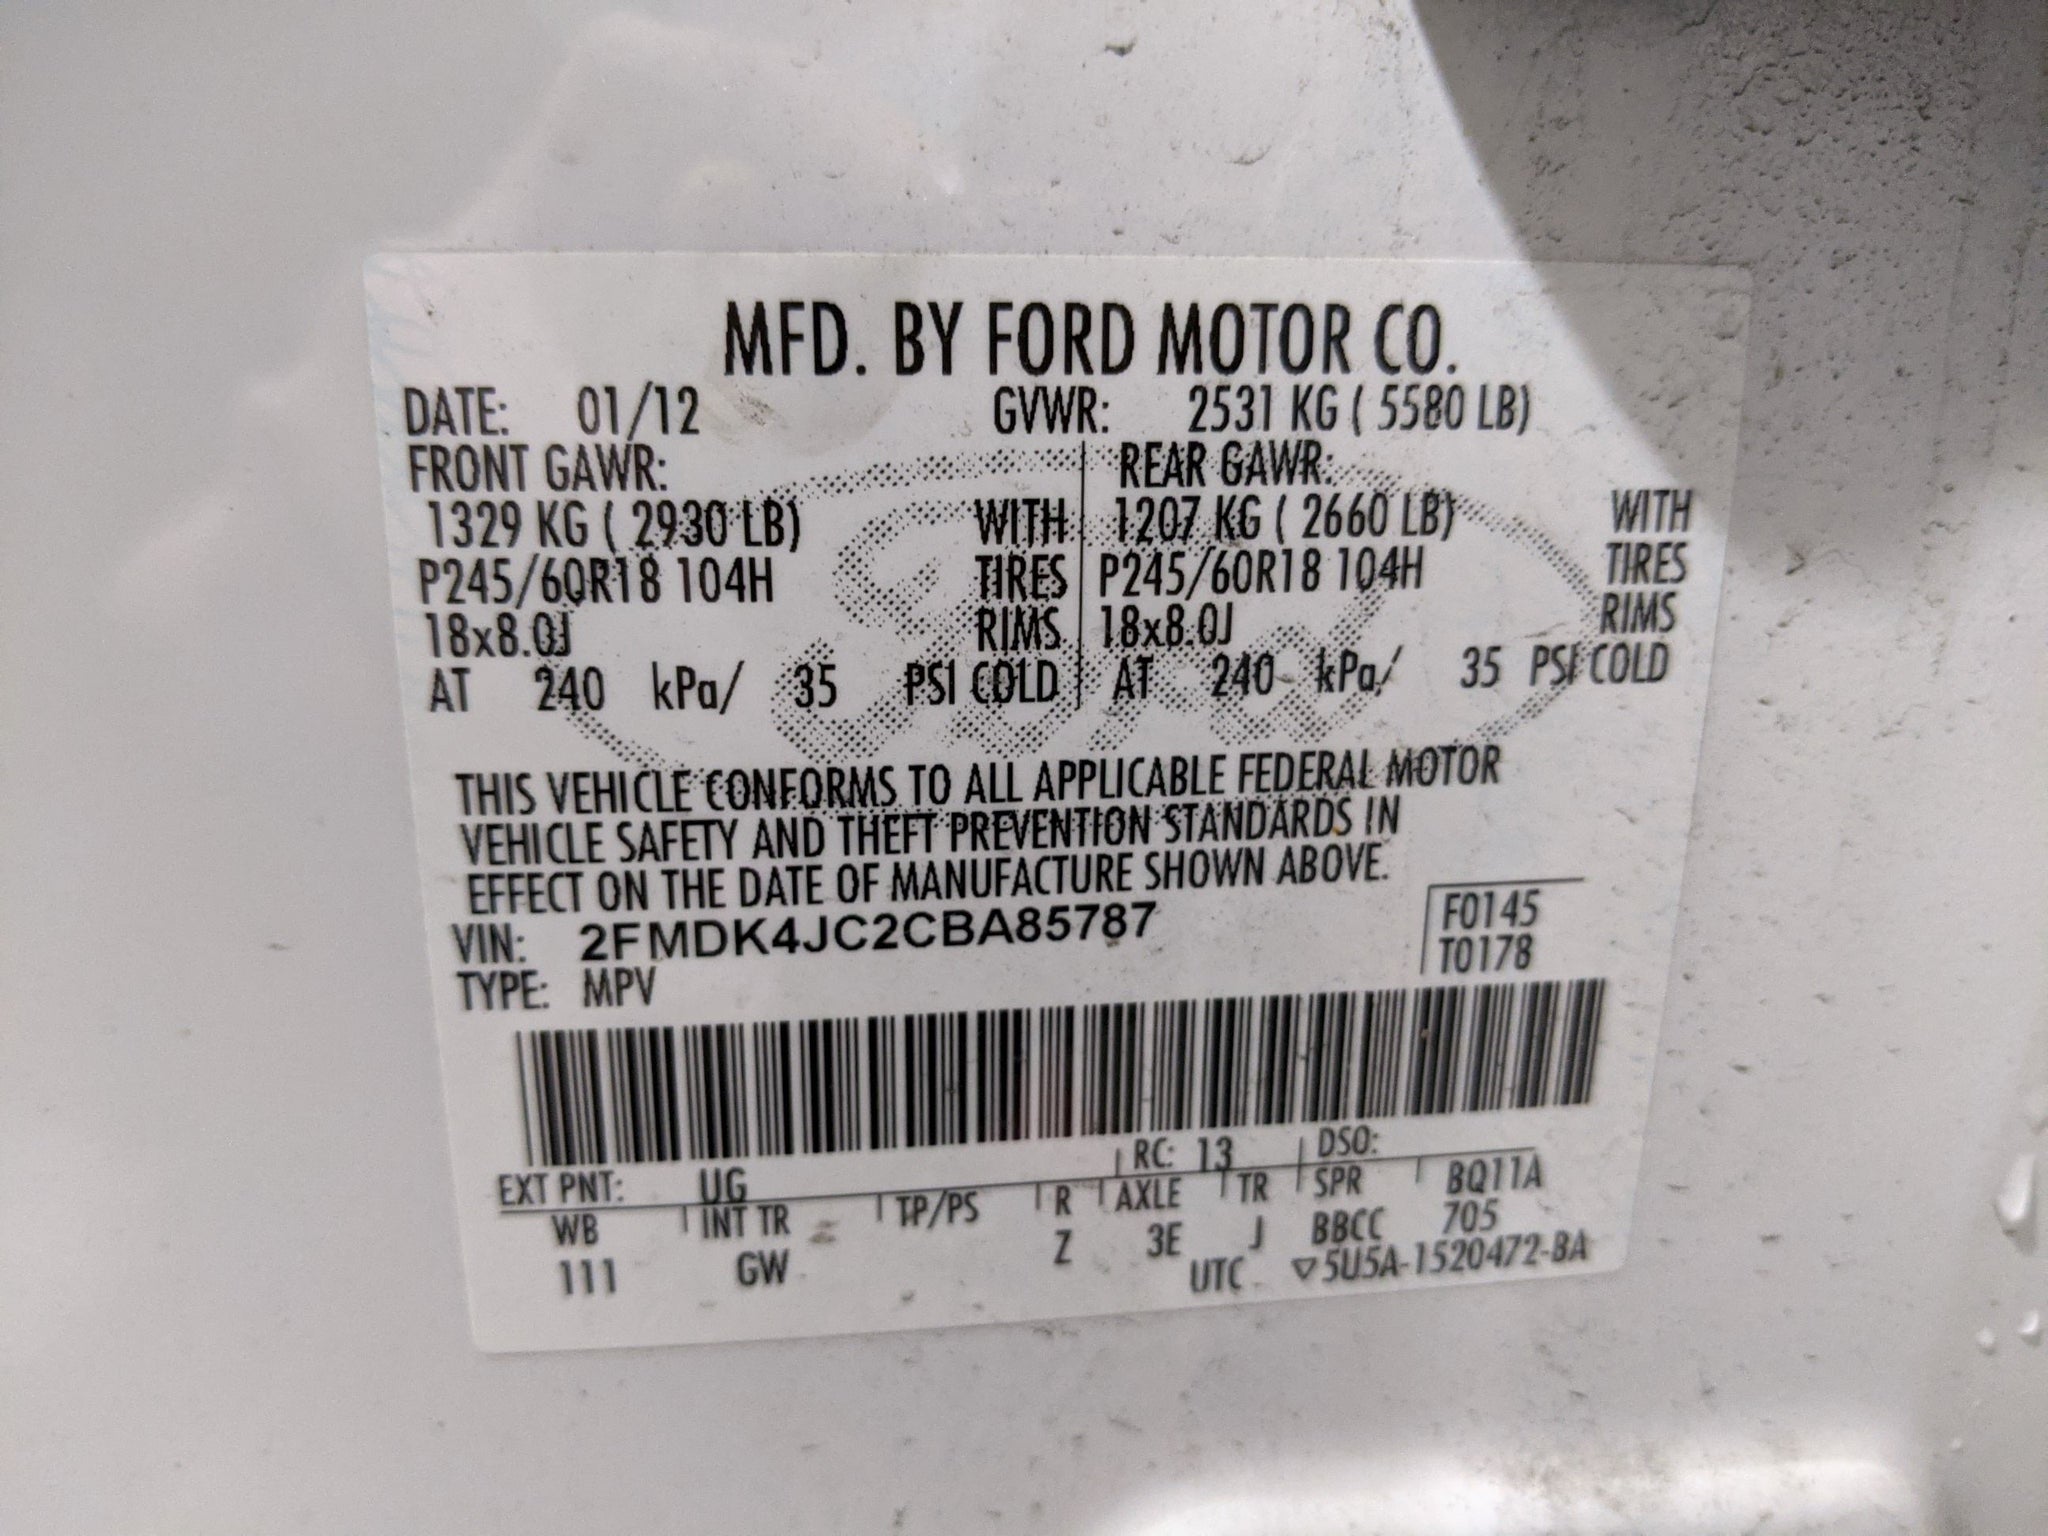 MFD. BY FORD MOTOR CO.
DATE: 01/12 GVWR: 2531 KG ( 5580 LB)
FRONT GAWR: REAR GAWR:
1329 KG ( 2930 LB) WITH 1207 KG ( 2660 LB) WITH
P245/60R18 104H TIRES P245/60R18 104H TIRES
18x8.0J RIMS 18x8.0J RIMS
AT 240 kPa/ 35 PSI COLD AT 240 kPa/ 35 PSI COLD
Ford
THIS VEHICLE CONFORMS TO ALL APPLICABLE FEDERAL MOTOR
VEHICLE SAFETY AND THEFT PREVENTION STANDARDS IN
EFFECT ON THE DATE OF MANUFACTURE SHOWN ABOVE.
VIN: 2FMDK4JC2CBA85787 F0145
TYPE: MPV T0178
EXT PNT: UG RC: 13 DSO:
WB INT TR TP/PS R AXLE TR SPR BQ11A
111 GW Z 3E J BBCC 705
UTC ▽5U5A-1520472-BA